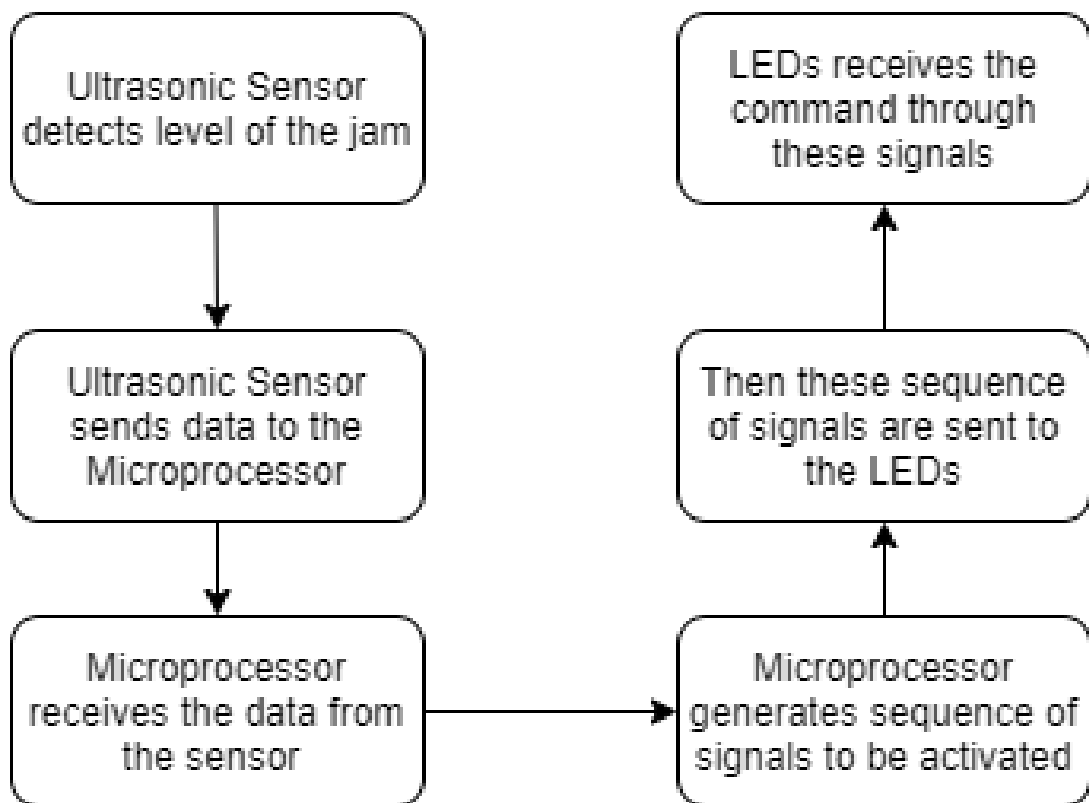 Ultrasonic Sensor
detects level of the jam
Ultrasonic Sensor
sends data to the
Microprocessor
Microprocessor
receives the data from
the sensor
Microprocessor
generates sequence of
signals to be activated
Then these sequence
of signals are sent to
the LEDs
LEDs receives the
command through
these signals